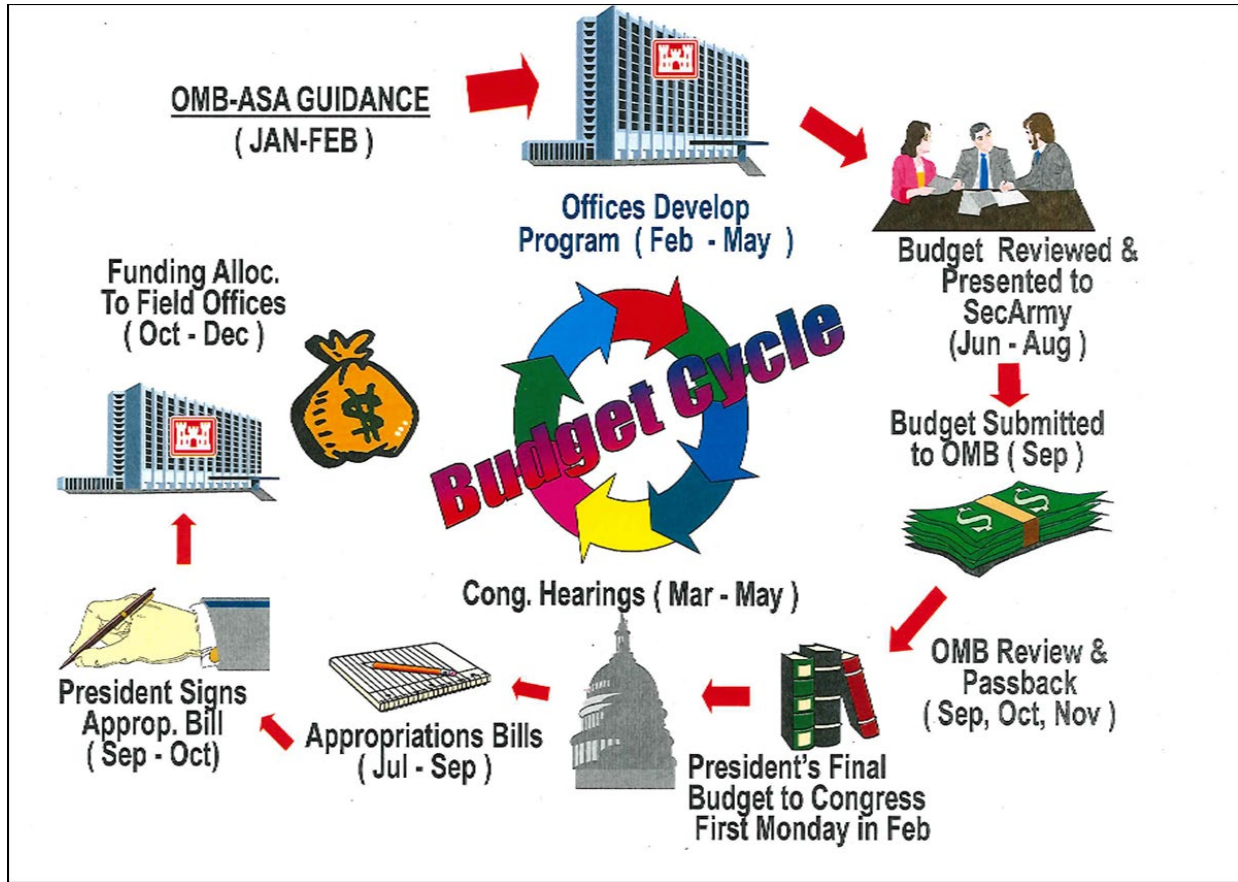 OMB-ASA GUIDANCE
( JAN-FEB )
Offices Develop
Program ( Feb - May )
Budget Reviewed &
Presented to
SecArmy
(Jun - Aug )
Budget Submitted
to OMB ( Sep )
$ $
OMB Review &
Passback
( Sep, Oct, Nov )
President's Final
Budget to Congress
First Monday in Feb
Cong. Hearings ( Mar - May )
Appropriations Bills
( Jul - Sep )
President Signs
Approp. Bill
( Sep - Oct)
Funding Alloc.
To Field Offices
( Oct - Dec )
$
Budget Cycle